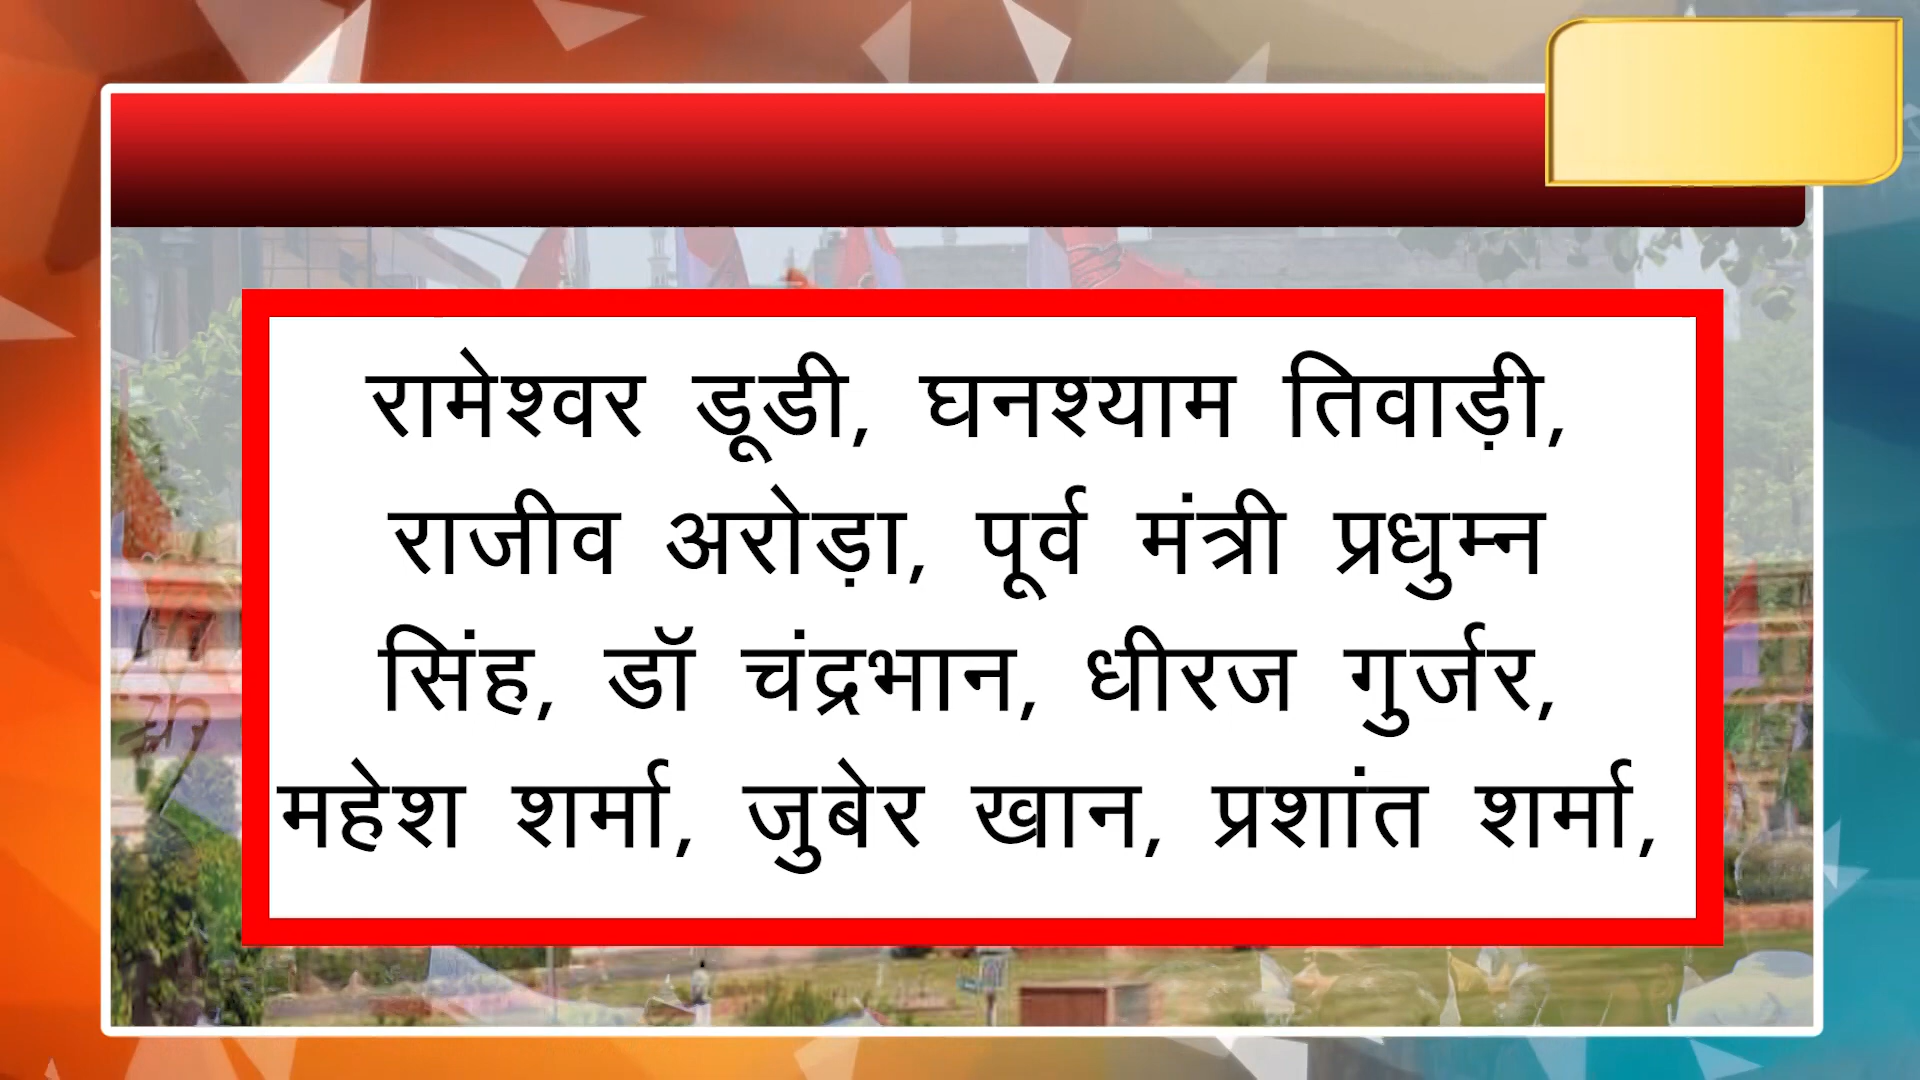 रामेश्वर डूडी, घनश्याम तिवाड़ी,
राजीव अरोड़ा, पूर्व मंत्री प्रधुम्न
सिंह, डॉ चंद्रभान, धीरज गुर्जर,
महेश शर्मा, जुबेर खान, प्रशांत शर्मा,